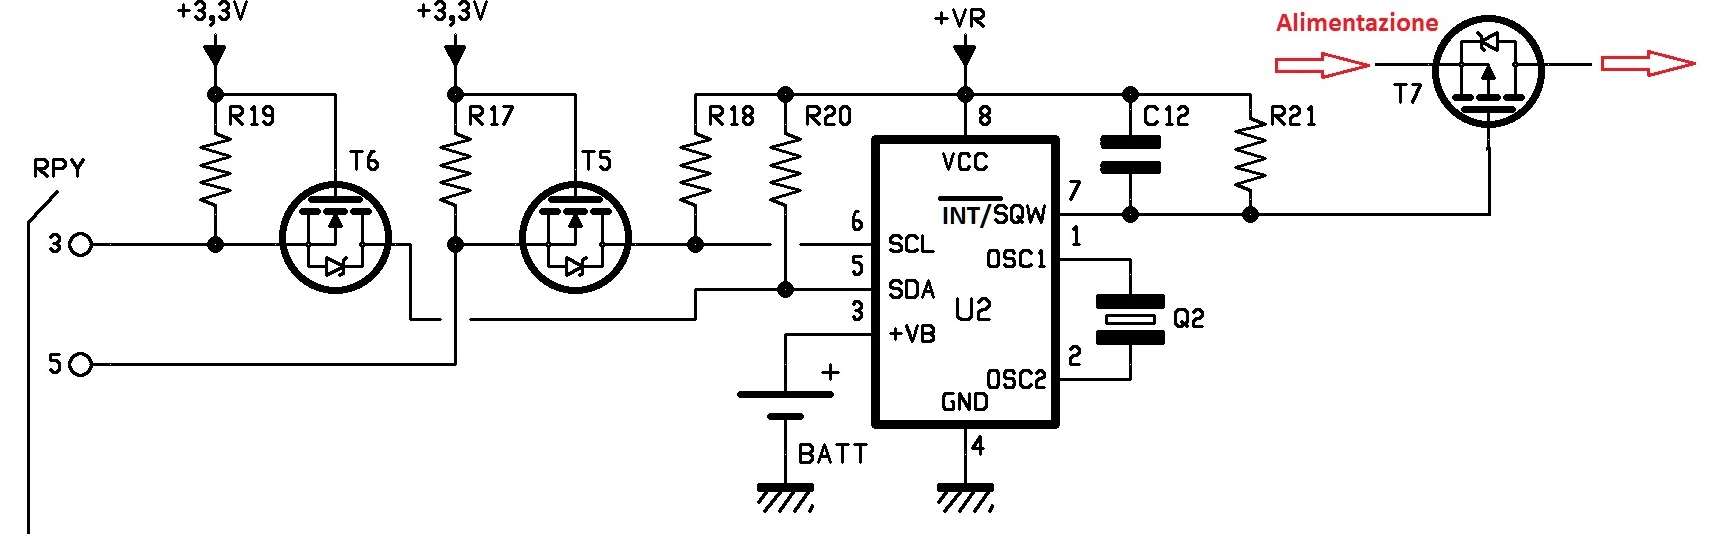 +3,3V
+3,3V
+VR
Alimentazione
R19
R17
R18
R20
8
C12
R21
T7
RPY
T6
T5
VCC
7
INT/SQW
6
SCL
1
3
5
OSC1
SDA
U2
Q2
3
+VB
2
5
+
OSC2
GND
BATT
4